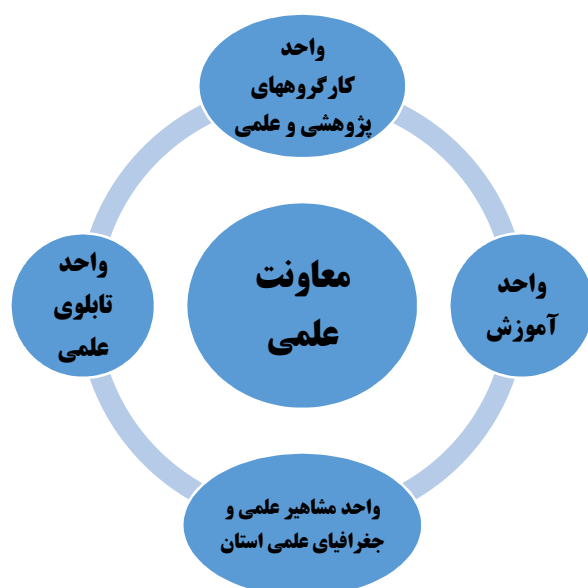 واحد
کارگروههای
پژوهشی و علمی
معاونت
علمی
واحد
آموزش
واحد
تابلوی
علمی
واحد مشاهیر علمی و
جغرافیای علمی استان